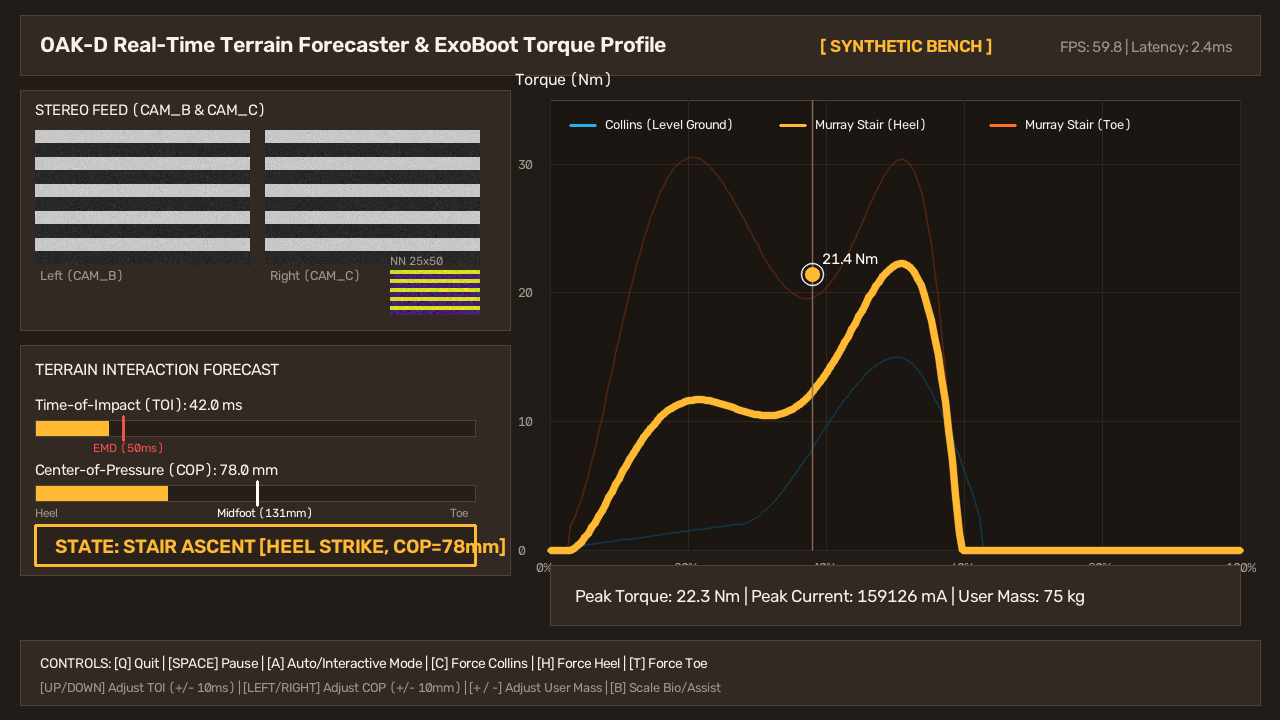 OAK-D Real-Time Terrain Forecaster & ExoBoot Torque Profile
[ SYNTHETIC BENCH ]
FPS: 59.8 | Latency: 2.4ms
STEREO FEED (CAM_B & CAM_C)
Left (CAM_B)
Right (CAM_C)
NN 25x50
TERRAIN INTERACTION FORECAST
Time-of-Impact (TOI): 42.0 ms
EMD (50ms)
Center-of-Pressure (COP): 78.0 mm
Heel
Midfoot (131mm)
Toe
STATE: STAIR ASCENT [HEEL STRIKE, COP=78mm]
Torque (Nm)
Collins (Level Ground)
Murray Stair (Heel)
Murray Stair (Toe)
30
20
10
0
21.4 Nm
0%
20%
40%
60%
80%
100%
Peak Torque: 22.3 Nm | Peak Current: 159126 mA | User Mass: 75 kg
CONTROLS: [Q] Quit | [SPACE] Pause | [A] Auto/Interactive Mode | [C] Force Collins | [H] Force Heel | [T] Force Toe
[UP/DOWN] Adjust TOI (+/- 10ms) | [LEFT/RIGHT] Adjust COP (+/- 10mm) | [+ / -] Adjust User Mass | [B] Scale Bio/Assist